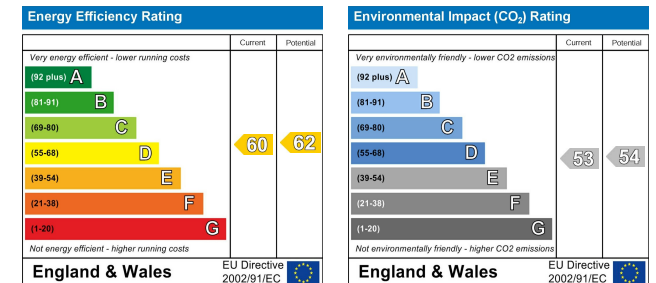 Energy Efficiency Rating
Current Potential
Very energy efficient - lower running costs
(92 plus) A
(81-91) B
(69-80) C
(55-68) D
(39-54) E
(21-38) F
(1-20) G
60 62
Not energy efficient - higher running costs
England & Wales
EU Directive
2002/91/EC
Environmental Impact (CO₂) Rating
Current Potential
Very environmentally friendly - lower CO2 emissions
(92 plus) A
(81-91) B
(69-80) C
(55-68) D
(39-54) E
(21-38) F
(1-20) G
53 54
Not environmentally friendly - higher CO2 emissions
England & Wales
EU Directive
2002/91/EC